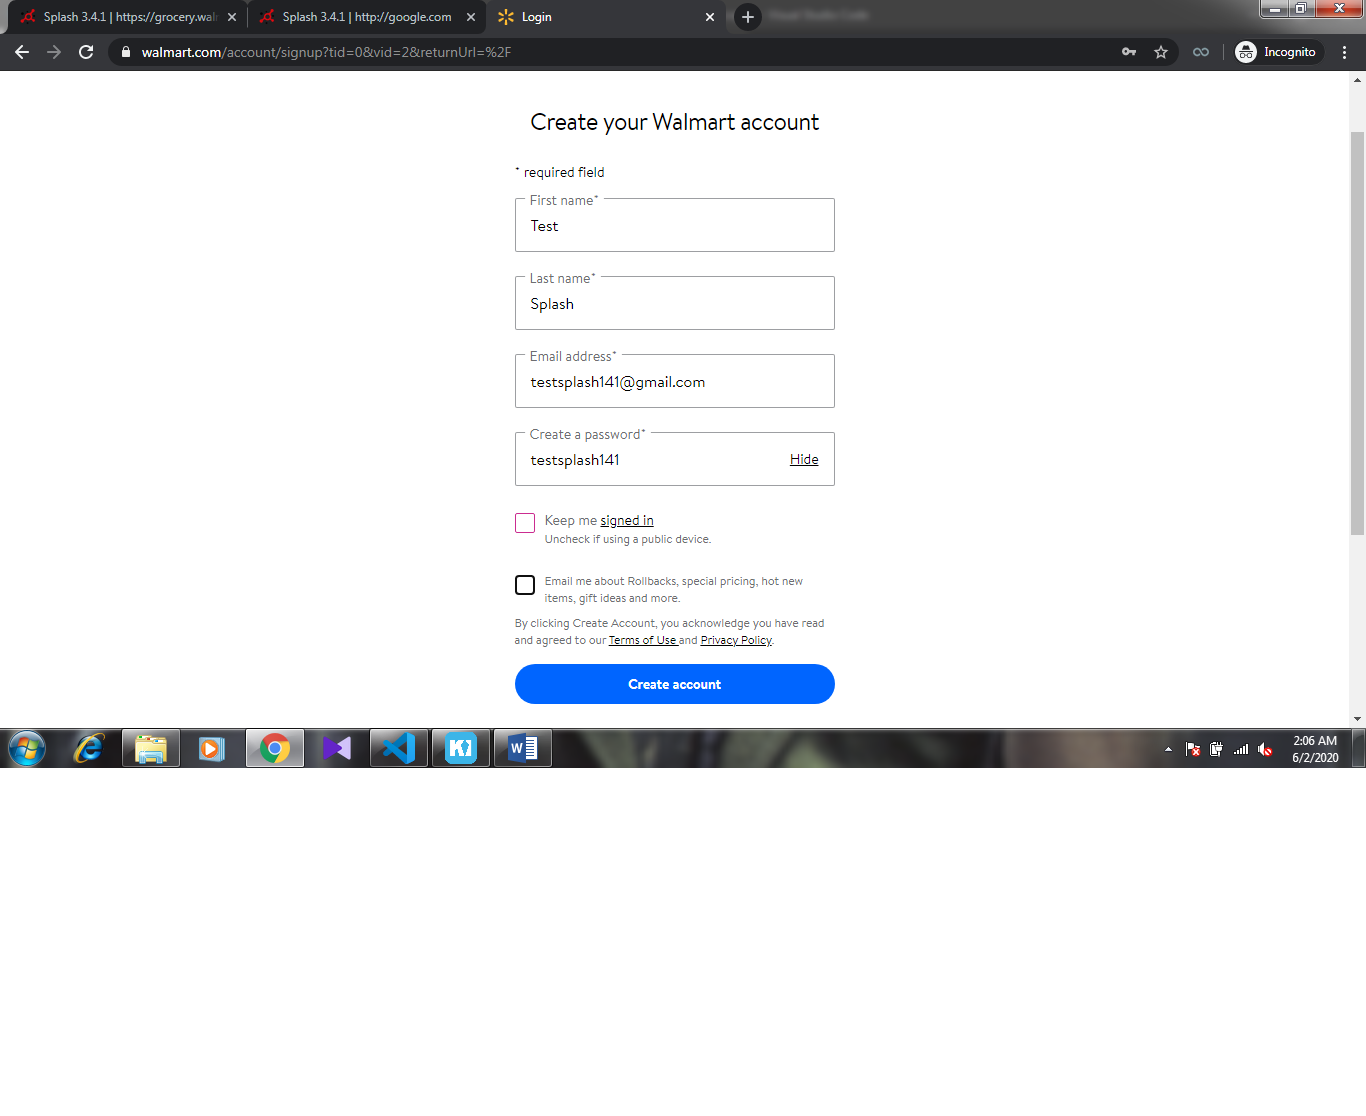 Splash 3.4.1 | https://grocery.wal
Splash 3.4.1 | http://google.com
Login
Visual Studio Code
walmart.com/account/signup?tid=0&vid=2&returnUrl=%2F
Incognito
Create your Walmart account
* required field
First name*
Test
Last name*
Splash
Email address*
testsplash141@gmail.com
Create a password*
testsplash141
Hide
Keep me signed in
Uncheck if using a public device.
Email me about Rollbacks, special pricing, hot new
items, gift ideas and more.
By clicking Create Account, you acknowledge you have read
and agreed to our Terms of Use and Privacy Policy.
Create account
2:06 AM
6/2/2020